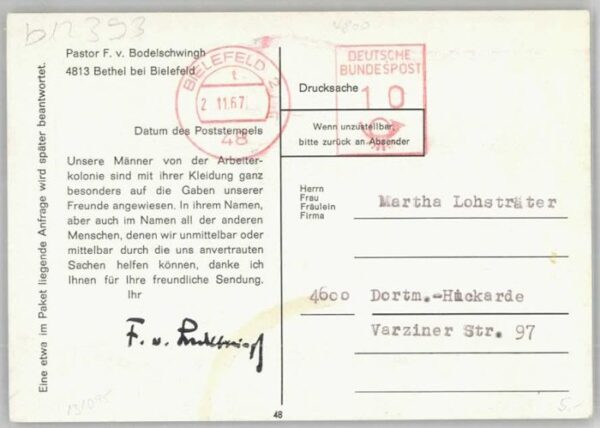 b12393
4800
Pastor F. v. Bodelschwingh
4813 Bethel bei Bielefeld
BIELEFELD 2
t
2 11.67
48
DEUTSCHE
BUNDESPOST
10
Drucksache
Wenn unzustellbar,
bitte zurück an Absender
Datum des Poststempels
Unsere Männer von der Arbeiter-
kolonie sind mit ihrer Kleidung ganz
besonders auf die Gaben unserer
Freunde angewiesen. In ihrem Namen,
aber auch im Namen all der anderen
Menschen, denen wir unmittelbar oder
mittelbar durch die uns anvertrauten
Sachen helfen können, danke ich
Ihnen für Ihre freundliche Sendung.
Ihr
F. v. Bodelschwingh
Eine etwa im Paket liegende Anfrage wird später beantwortet.
Herrn
Frau
Fräulein
Firma
Martha Lohsträter
4600 Dortm.-Huckarde
Varziner Str. 97
48
5.-